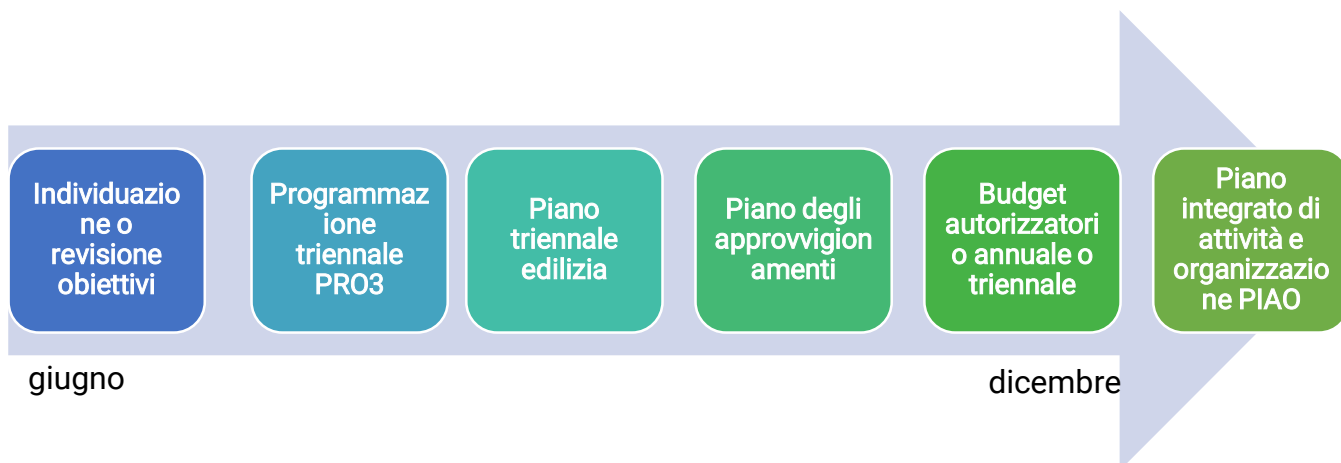 Individuazio
ne o
revisione
obiettivi
Programmaz
ione
triennale
PRO3
Piano
triennale
edilizia
Piano degli
approvvigion
amenti
Budget
autorizzatori
o annuale o
triennale
Piano
integrato di
attività e
organizzazio
ne PIAO
giugno
dicembre